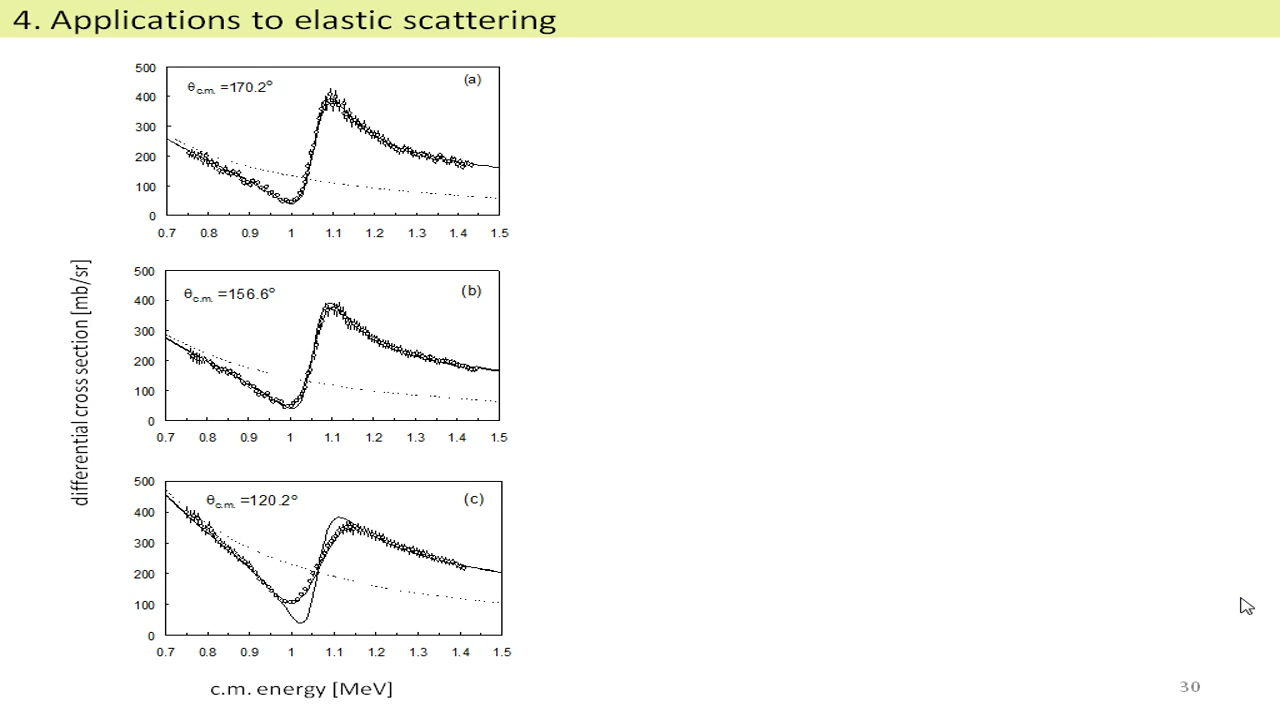 4. Applications to elastic scattering
500
400
300
200
100
0
θc.m. =170.2°
(a)
0.7 0.8 0.9 1 1.1 1.2 1.3 1.4 1.5
differential cross section [mb/sr]
500
400
300
200
100
0
θc.m. =156.6°
(b)
0.7 0.8 0.9 1 1.1 1.2 1.3 1.4 1.5
500
400
300
200
100
0
θc.m. =120.2°
(c)
0.7 0.8 0.9 1 1.1 1.2 1.3 1.4 1.5
c.m. energy [MeV]
30